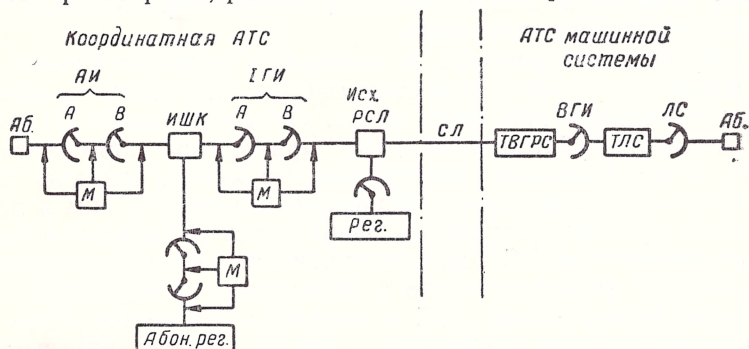 Координатная АТС
АТС машинной
системы
АИ
I ГИ
Аб.
А
В
ИШК
А
В
Исх.
РСЛ
СЛ
ТВГРС
ВГИ
ТЛС
ЛС
Аб.
М
М
Рег.
М
Абон. рег.